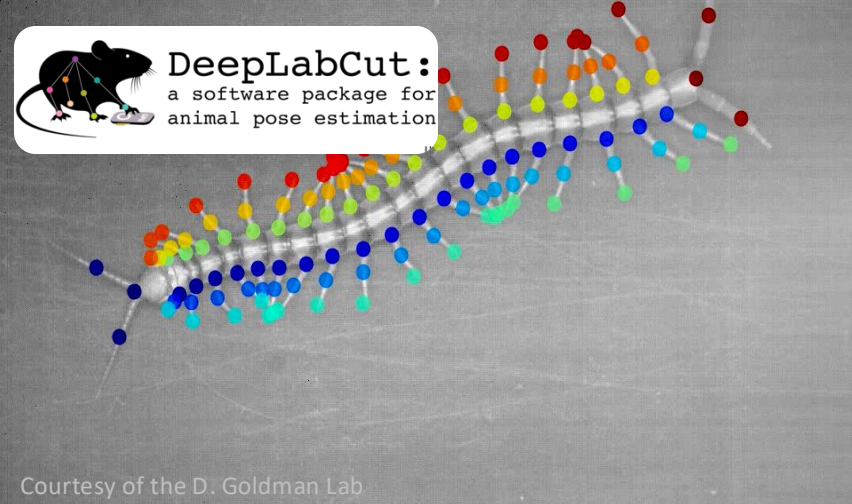 DeepLabCut:
a software package for
animal pose estimation
Courtesy of the D. Goldman Lab